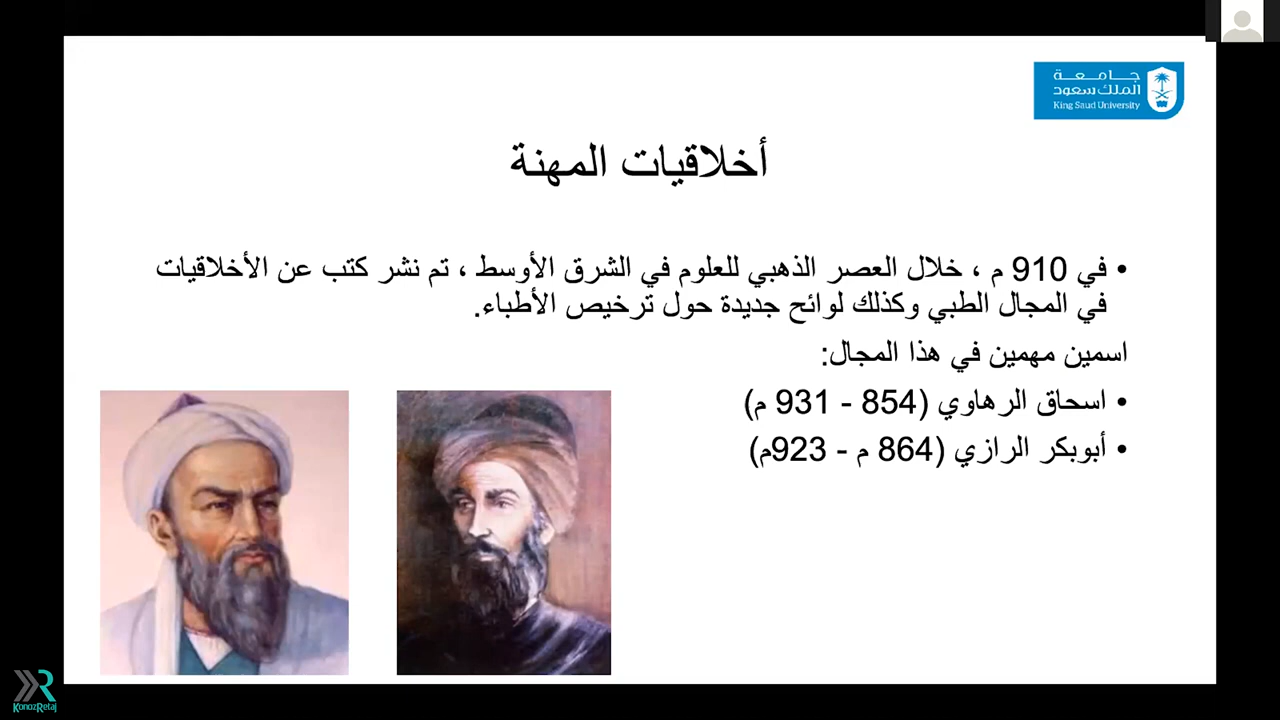 جامعة
الملك سعود
King Saud University
أخلاقيات المهنة
• في 910 م ، خلال العصر الذهبي للعلوم في الشرق الأوسط ، تم نشر كتب عن الأخلاقيات
في المجال الطبي وكذلك لوائح جديدة حول ترخيص الأطباء.
اسمين مهمين في هذا المجال:
• اسحاق الرهاوي (854 - 931 م)
• أبوبكر الرازي (864 م - 923م)
KonozRetaj